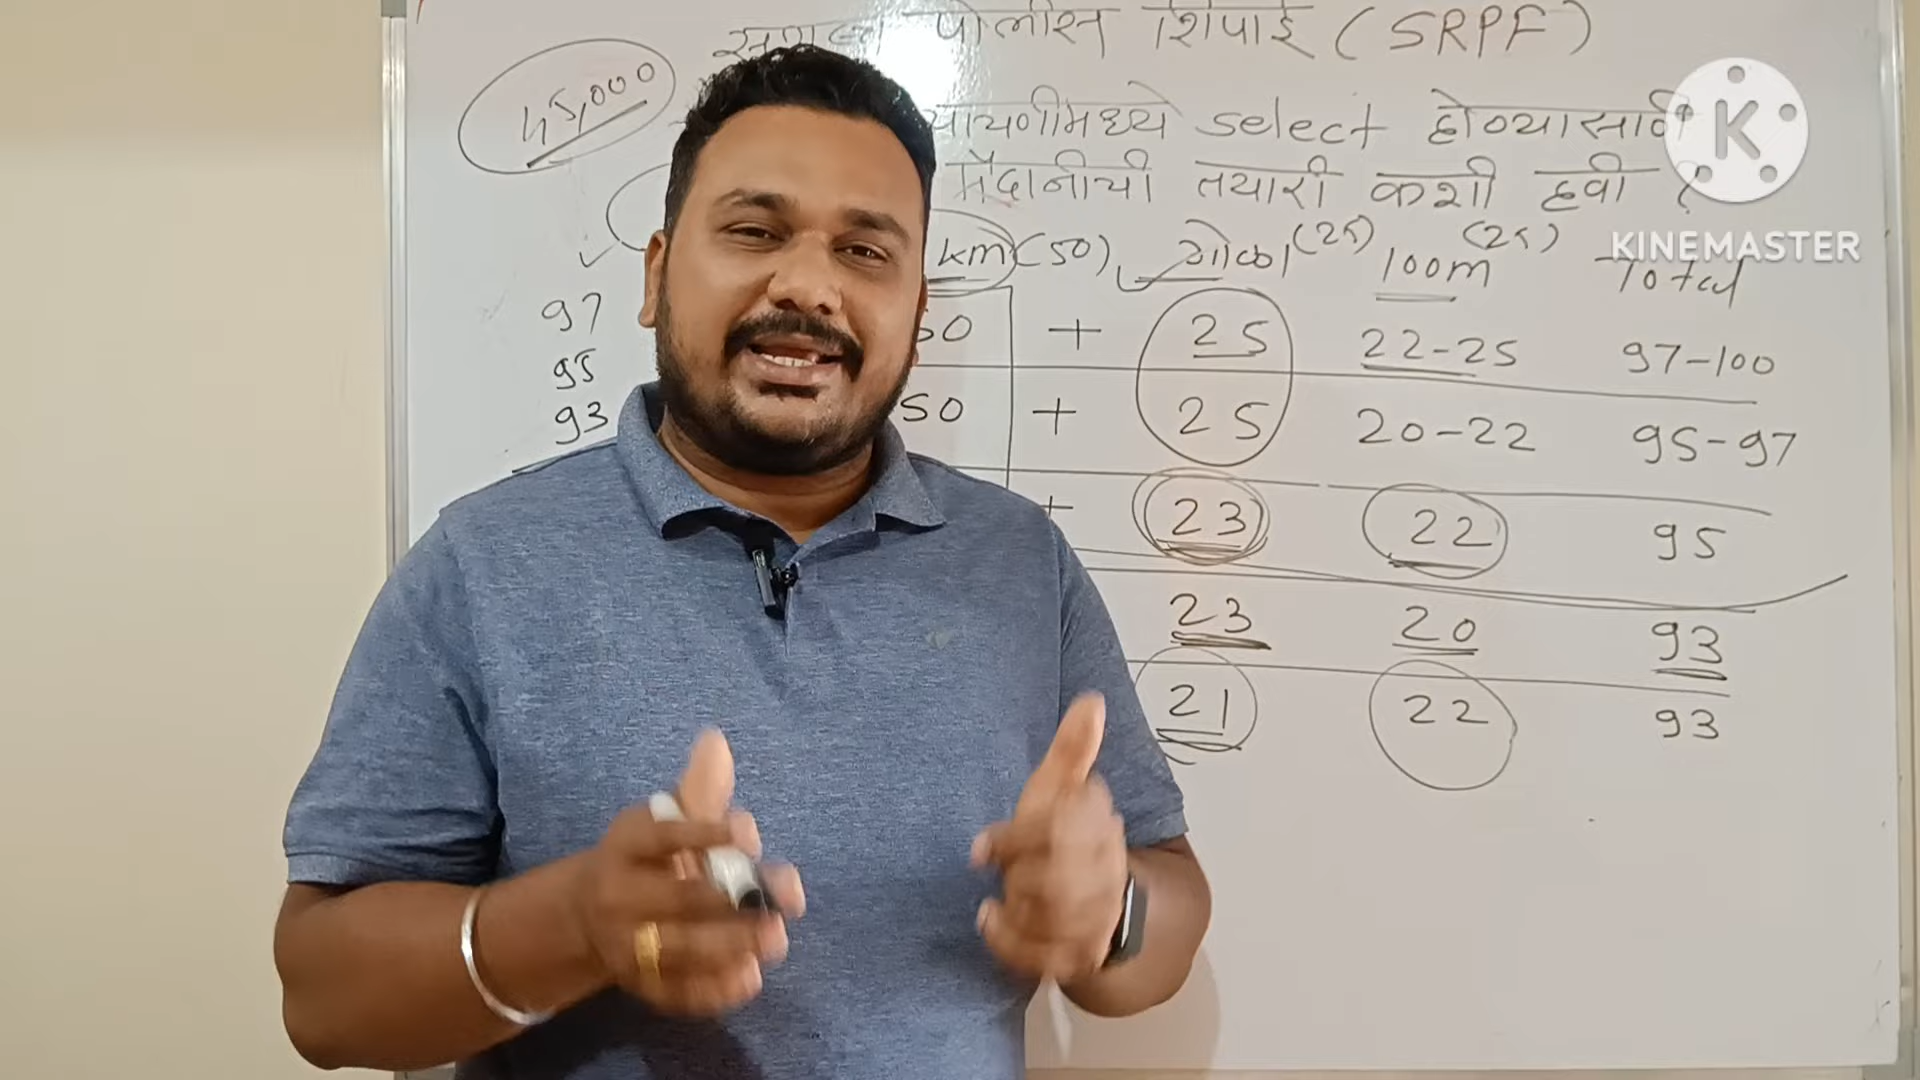 पोलीस शिपाई (SRPF)
45,000
select होण्यासाठी
मैदानीची तयारी कशी हवी ?
K
KINEMASTER
km (50) गोळा (25) 100m (25) Total
97 50 + 25 22-25 97-100
95
93 50 + 25 20-22 95-97
+ 23 22 95
23 20 93
21 22 93